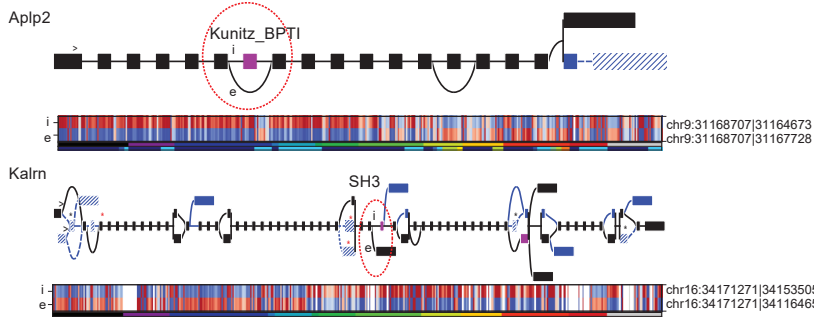 Aplp2
Kunitz_BPTI
>
i
e
i
chr9:31168707|31164673
e
chr9:31168707|31167728
Kalrn
SH3
>
>
i
e
i
chr16:34171271|34153505
e
chr16:34171271|34116465